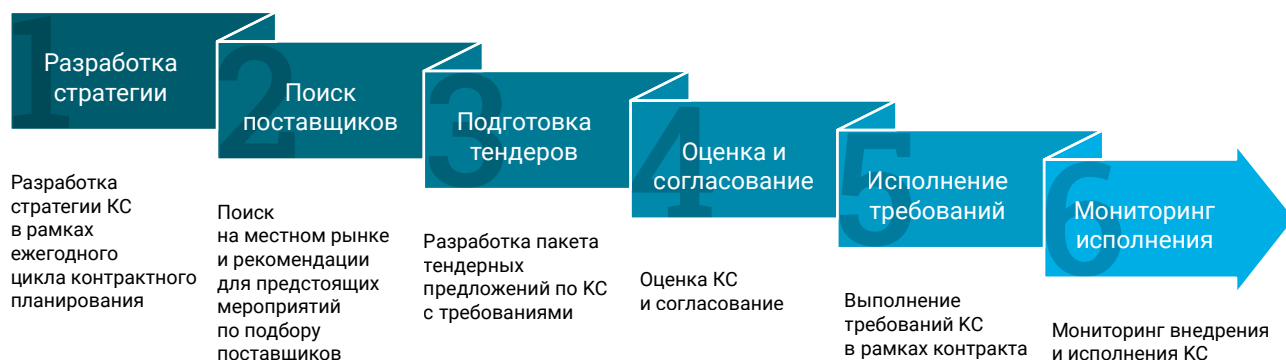 1
Разработка
стратегии
2
Поиск
поставщиков
3
Подготовка
тендеров
4
Оценка и
согласование
5
Исполнение
требований
6
Мониторинг
исполнения
Разработка
стратегии КС
в рамках
ежегодного
цикла контрактного
планирования
Поиск
на местном рынке
и рекомендации
для предстоящих
мероприятий
по подбору
поставщиков
Разработка пакета
тендерных
предложений по КС
с требованиями
Оценка КС
и согласование
Выполнение
требований КС
в рамках контракта
Мониторинг внедрения
и исполнения КС